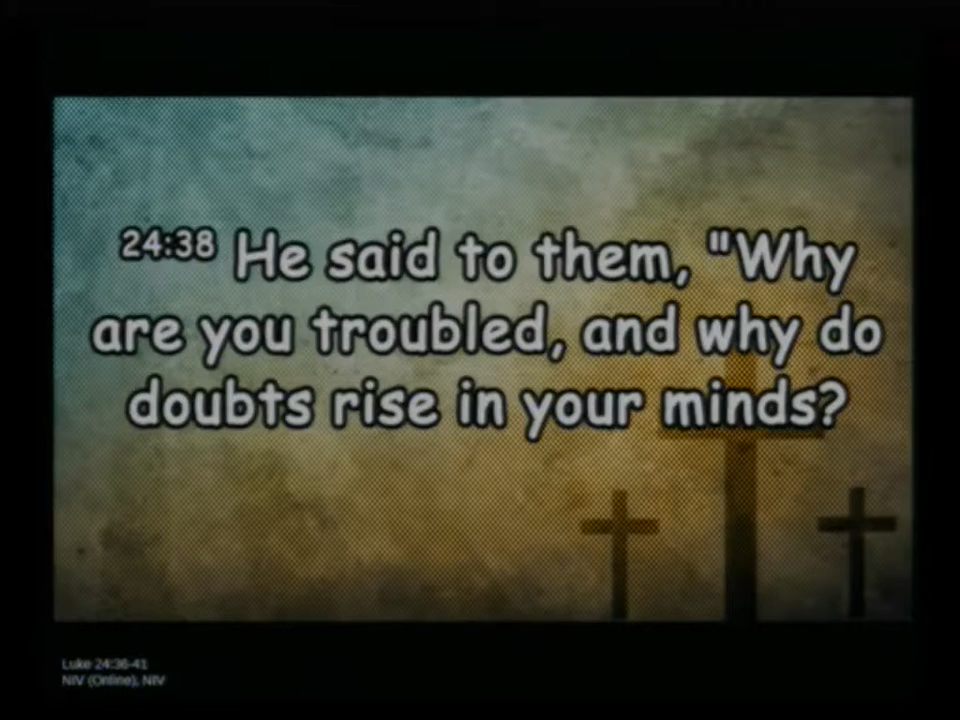 24:38 He said to them, "Why
are you troubled, and why do
doubts rise in your minds?
Luke 24:36-41
NIV (Online), NIV